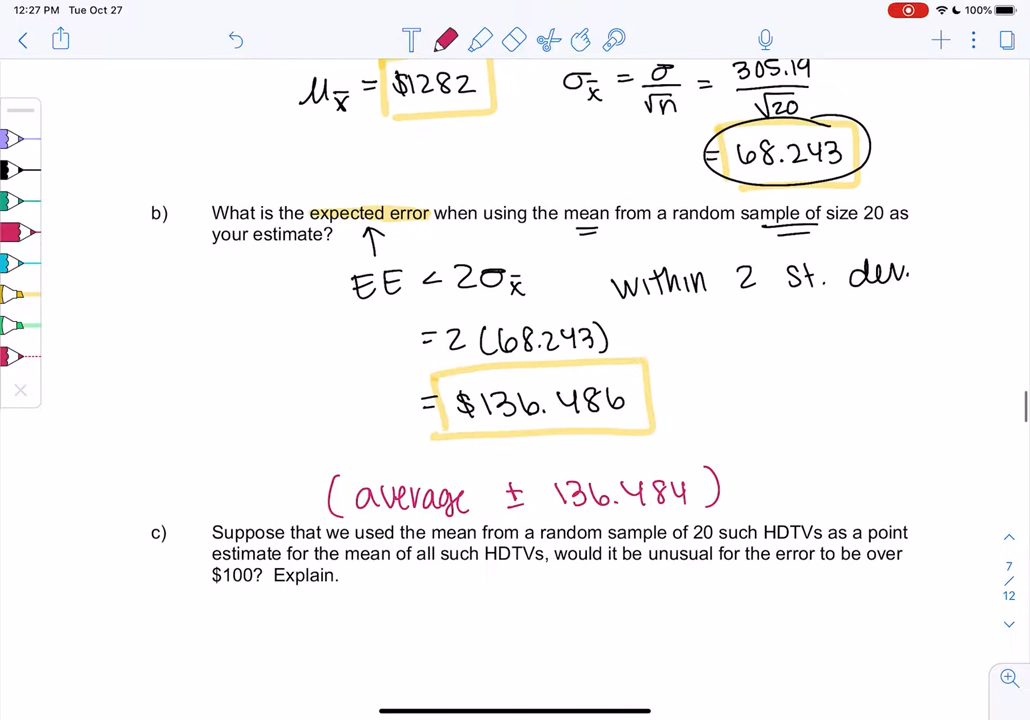 12:27 PM Tue Oct 27
100%
μx̄ = $1282
σx̄ = σ/√n = 305.19/√20
= 68.243
b) What is the expected error when using the mean from a random sample of size 20 as
your estimate?
EE < 2σx̄
within 2 st. dev.
= 2 (68.243)
= $136.486
(average ± 136.484)
c) Suppose that we used the mean from a random sample of 20 such HDTVs as a point
estimate for the mean of all such HDTVs, would it be unusual for the error to be over
$100? Explain.
7
/
12